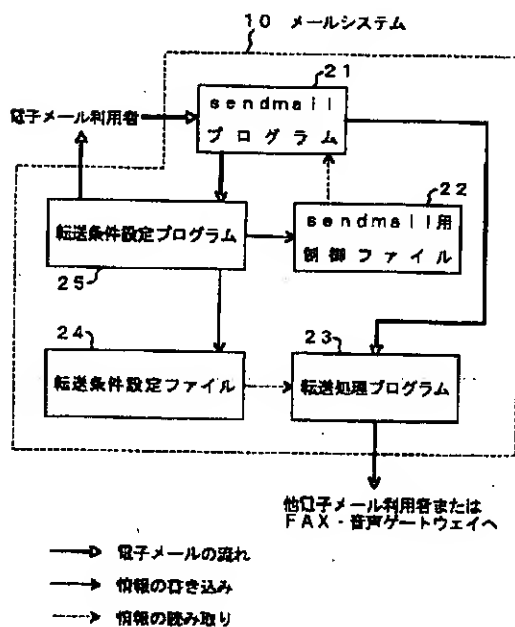 10 メールシステム
21
sendmail
プログラム
電子メール利用者
22
sendmail用
制御ファイル
転送条件設定プログラム
25
24
転送条件設定ファイル
23
転送処理プログラム
他電子メール利用者または
FAX・音声ゲートウェイへ
電子メールの流れ
情報の書き込み
情報の読み取り